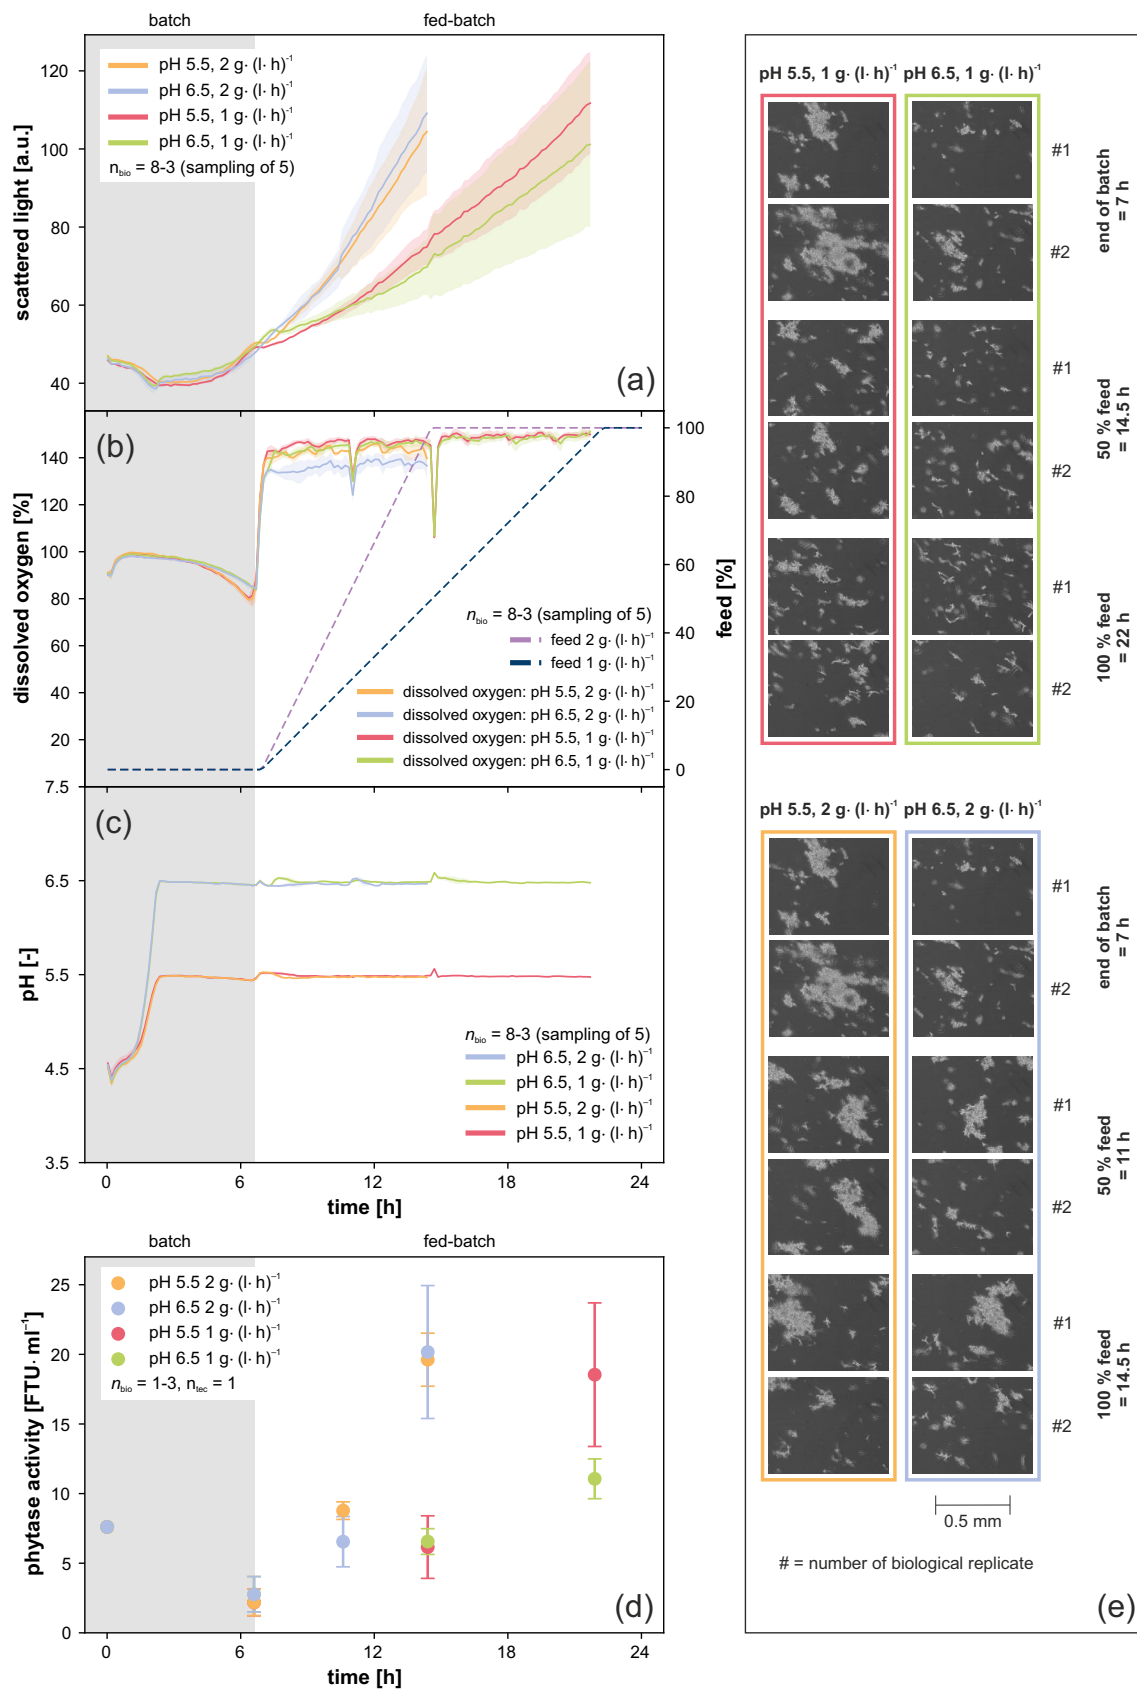 batch
fed-batch
120
100
80
60
40
scattered light [a.u.]
pH 5.5, 2 g· (l· h)⁻¹
pH 6.5, 2 g· (l· h)⁻¹
pH 5.5, 1 g· (l· h)⁻¹
pH 6.5, 1 g· (l· h)⁻¹
n_bio = 8-3 (sampling of 5)
(a)
(b)
140
120
100
80
60
40
20
dissolved oxygen [%]
100
80
60
40
20
0
feed [%]
n_bio = 8-3 (sampling of 5)
feed 2 g· (l· h)⁻¹
feed 1 g· (l· h)⁻¹
dissolved oxygen: pH 5.5, 2 g· (l· h)⁻¹
dissolved oxygen: pH 6.5, 2 g· (l· h)⁻¹
dissolved oxygen: pH 5.5, 1 g· (l· h)⁻¹
dissolved oxygen: pH 6.5, 1 g· (l· h)⁻¹
(c)
7.5
6.5
5.5
4.5
3.5
pH [-]
n_bio = 8-3 (sampling of 5)
pH 6.5, 2 g· (l· h)⁻¹
pH 6.5, 1 g· (l· h)⁻¹
pH 5.5, 2 g· (l· h)⁻¹
pH 5.5, 1 g· (l· h)⁻¹
0 6 12 18 24
time [h]
batch
fed-batch
25
20
15
10
5
0
phytase activity [FTU· ml⁻¹]
pH 5.5 2 g· (l· h)⁻¹
pH 6.5 2 g· (l· h)⁻¹
pH 5.5 1 g· (l· h)⁻¹
pH 6.5 1 g· (l· h)⁻¹
n_bio = 1-3, n_tec = 1
(d)
0 6 12 18 24
time [h]
pH 5.5, 1 g· (l· h)⁻¹ pH 6.5, 1 g· (l· h)⁻¹
#1
#2
end of batch
= 7 h
#1
#2
50 % feed
= 14.5 h
#1
#2
100 % feed
= 22 h
pH 5.5, 2 g· (l· h)⁻¹ pH 6.5, 2 g· (l· h)⁻¹
#1
#2
end of batch
= 7 h
#1
#2
50 % feed
= 11 h
#1
#2
100 % feed
= 14.5 h
0.5 mm
# = number of biological replicate
(e)